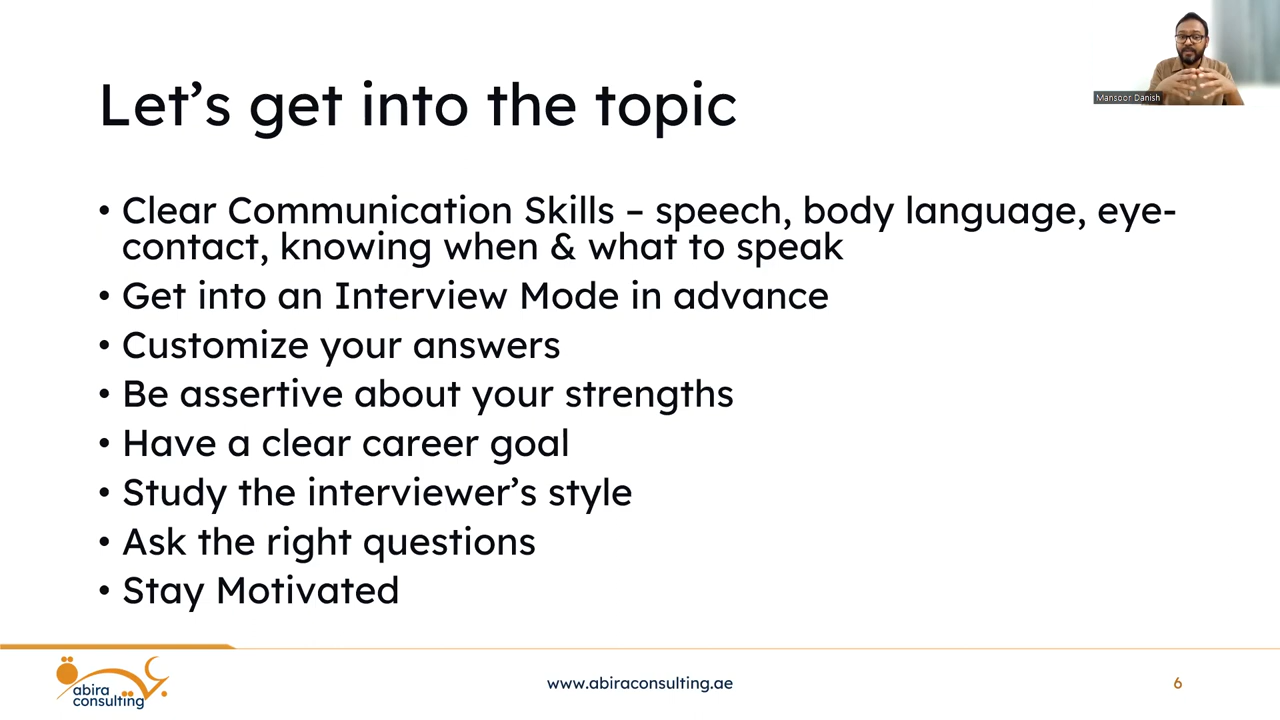 Mansoor Danish
Let’s get into the topic
• Clear Communication Skills – speech, body language, eye-
contact, knowing when & what to speak
• Get into an Interview Mode in advance
• Customize your answers
• Be assertive about your strengths
• Have a clear career goal
• Study the interviewer’s style
• Ask the right questions
• Stay Motivated
abira
consulting
www.abiraconsulting.ae
6